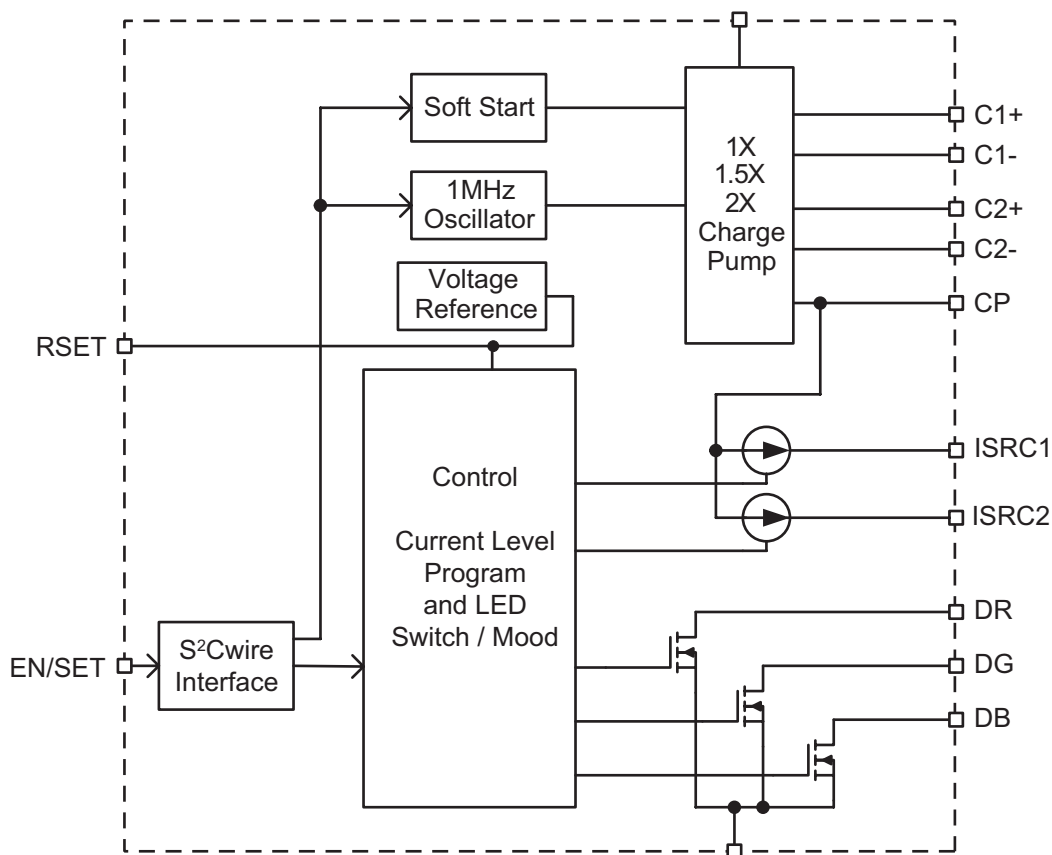 Soft Start
1MHz
Oscillator
Voltage
Reference
1X
1.5X
2X
Charge
Pump
C1+
C1-
C2+
C2-
CP
RSET
Control
Current Level
Program
and LED
Switch / Mood
ISRC1
ISRC2
EN/SET
S²Cwire
Interface
DR
DG
DB